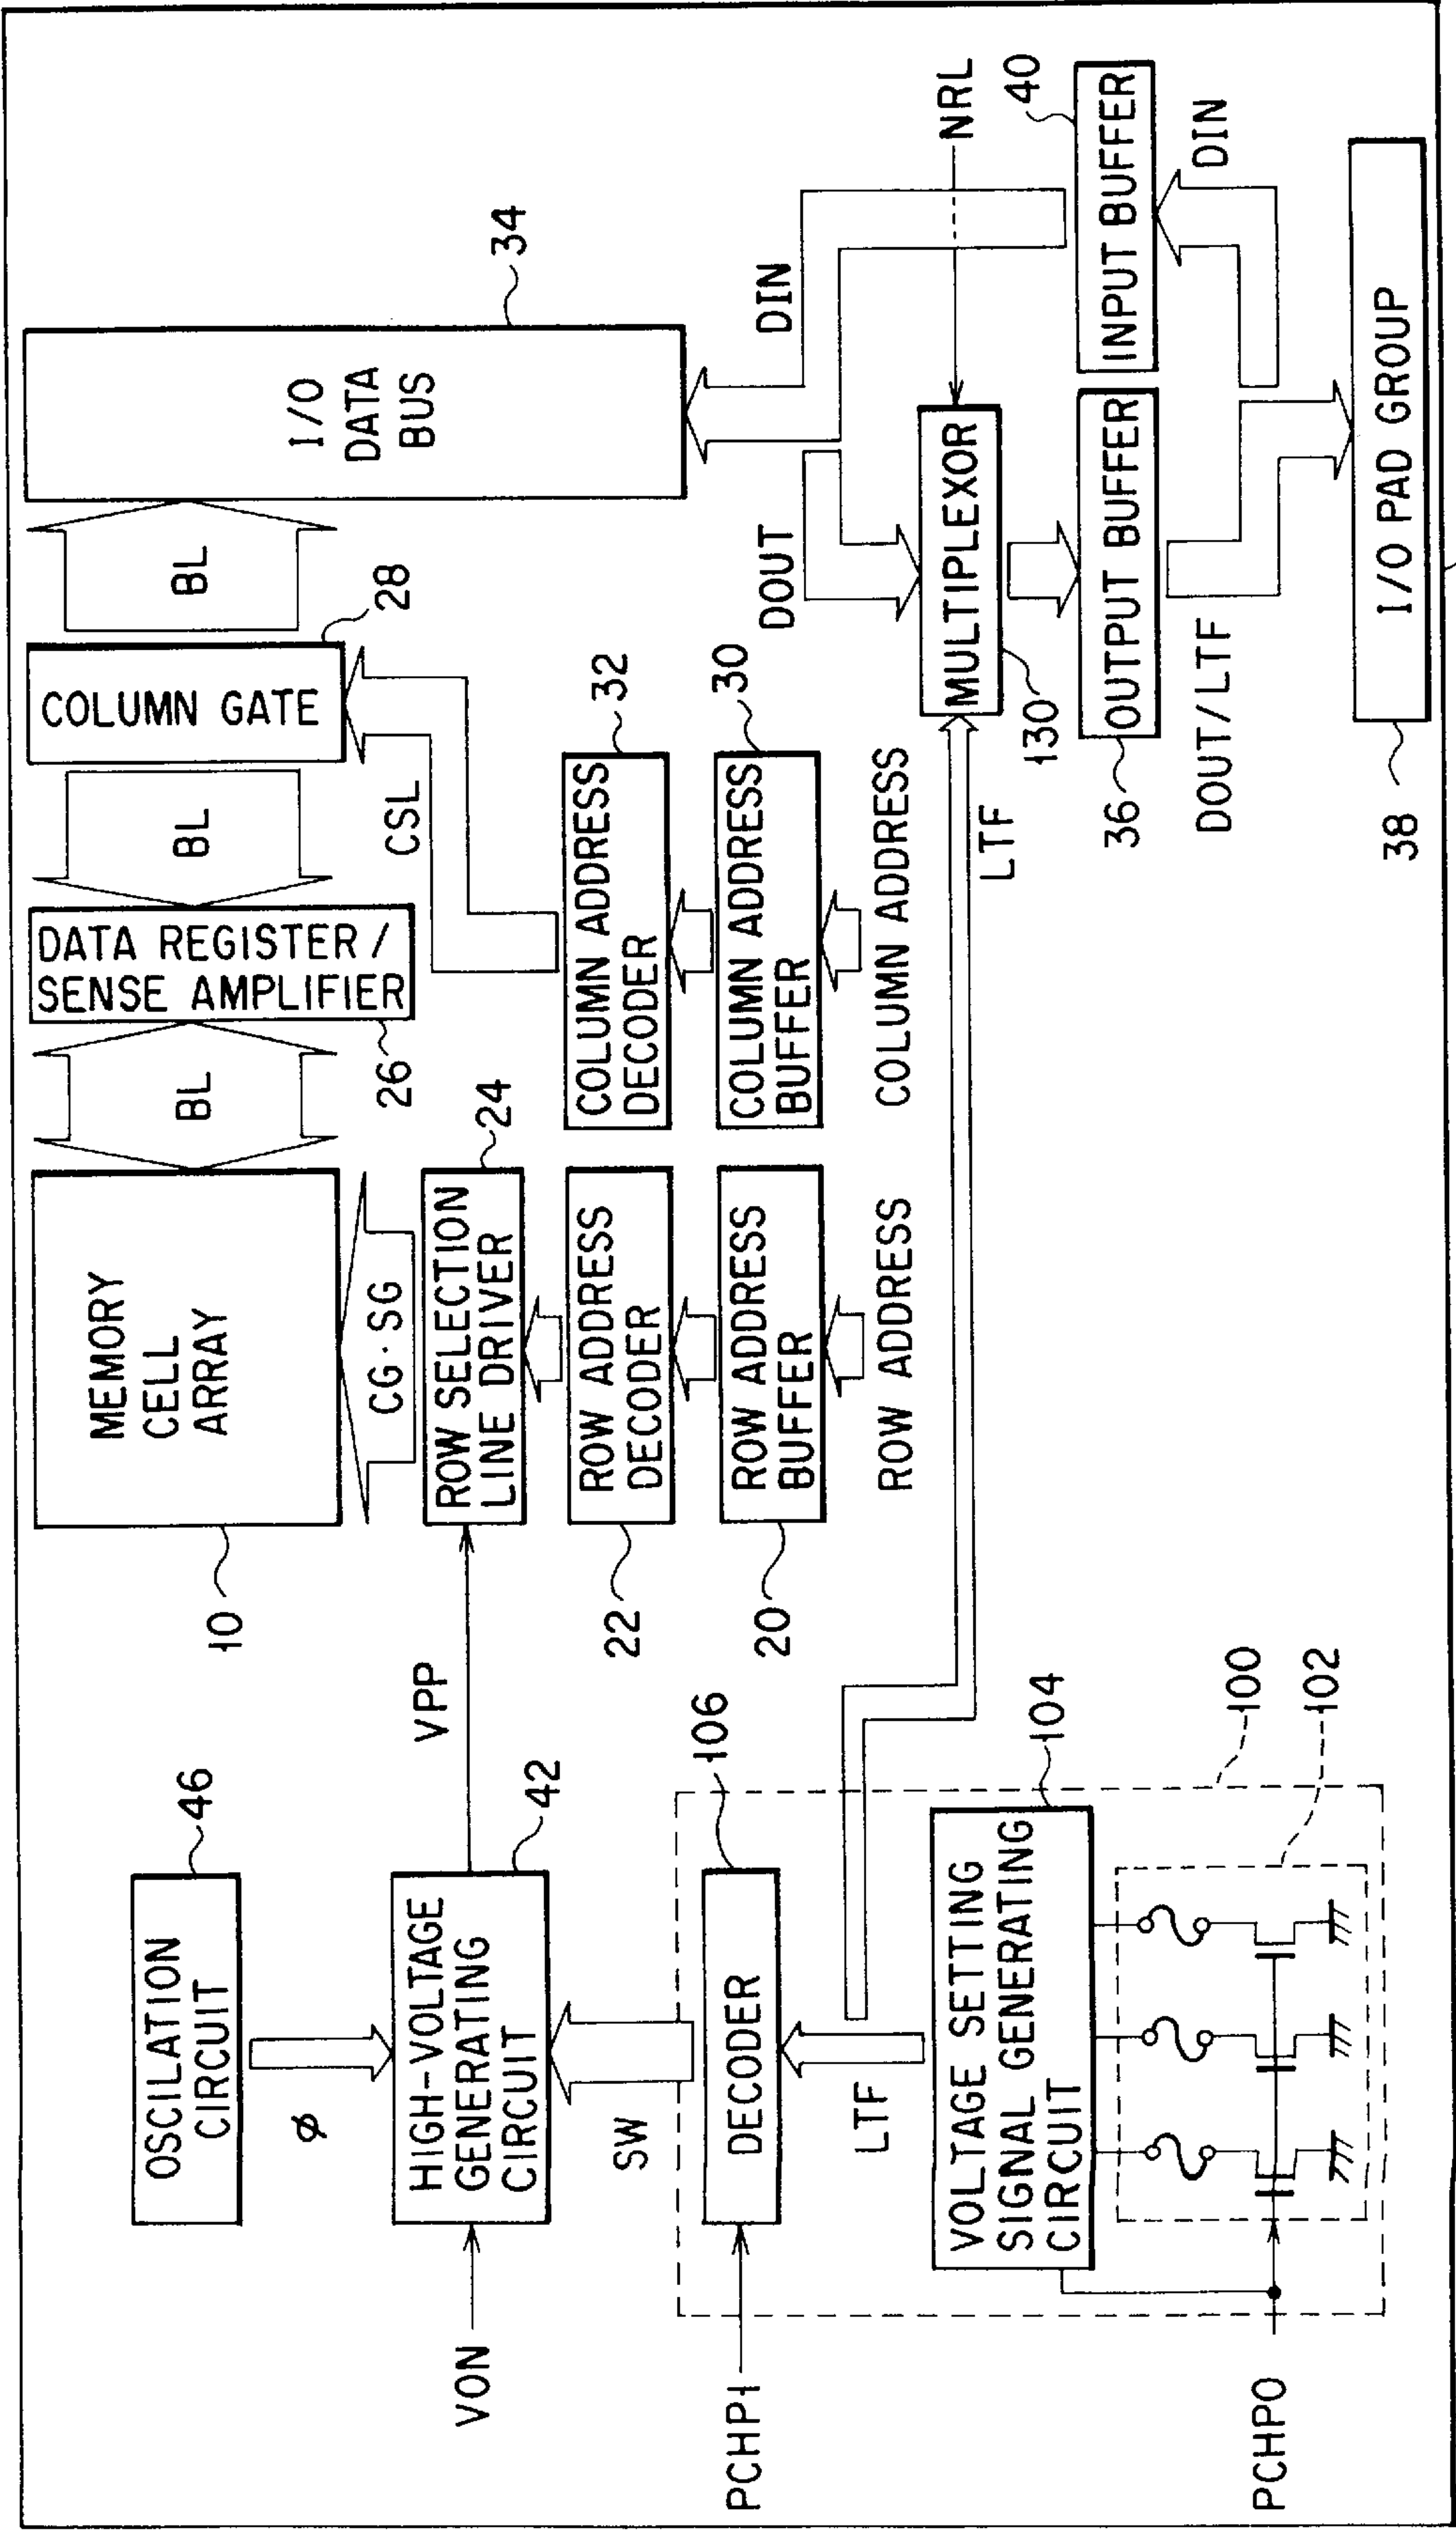 OSCILATION
CIRCUIT
46
Φ
VON
HIGH-VOLTAGE
GENERATING
CIRCUIT
42
VPP
SW
PCHP1
DECODER
106
LTF
VOLTAGE SETTING
SIGNAL GENERATING
CIRCUIT
104
100
102
PCHP0
MEMORY
CELL
ARRAY
10
CG·SG
ROW SELECTION
LINE DRIVER
24
ROW ADDRESS
DECODER
22
ROW ADDRESS
BUFFER
20
ROW ADDRESS
BL
DATA REGISTER/
SENSE AMPLIFIER
26
BL
COLUMN GATE
28
CSL
COLUMN ADDRESS
DECODER
32
COLUMN ADDRESS
BUFFER
30
COLUMN ADDRESS
LTF
BL
I/O
DATA
BUS
34
DIN
DOUT
NRL
MULTIPLEXOR
130
OUTPUT BUFFER
36
INPUT BUFFER
40
DOUT/LTF
DIN
I/O PAD GROUP
38